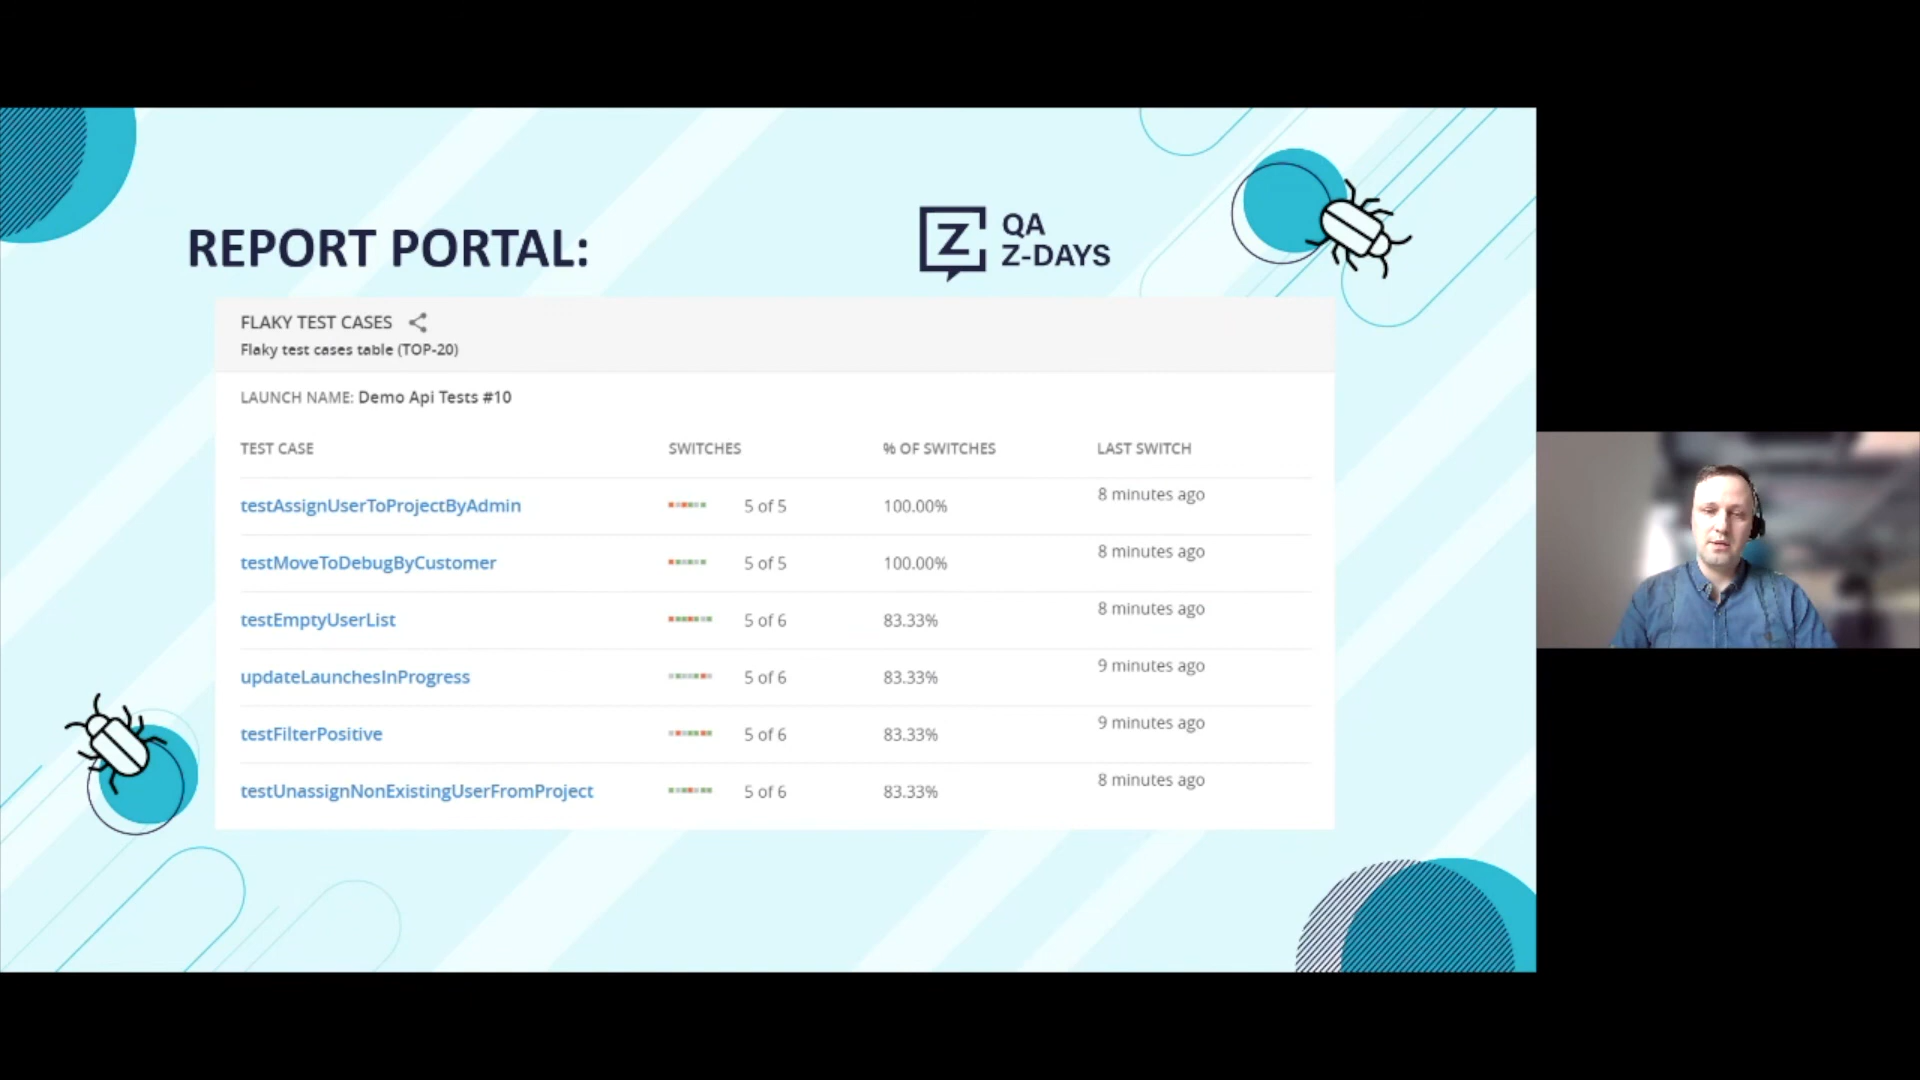 REPORT PORTAL:
Z
QA
Z-DAYS
FLAKY TEST CASES
Flaky test cases table (TOP-20)
LAUNCH NAME: Demo Api Tests #10
TEST CASE SWITCHES % OF SWITCHES LAST SWITCH
testAssignUserToProjectByAdmin 5 of 5 100.00% 8 minutes ago
testMoveToDebugByCustomer 5 of 5 100.00% 8 minutes ago
testEmptyUserList 5 of 6 83.33% 8 minutes ago
updateLaunchesInProgress 5 of 6 83.33% 9 minutes ago
testFilterPositive 5 of 6 83.33% 9 minutes ago
testUnassignNonExistingUserFromProject 5 of 6 83.33% 8 minutes ago